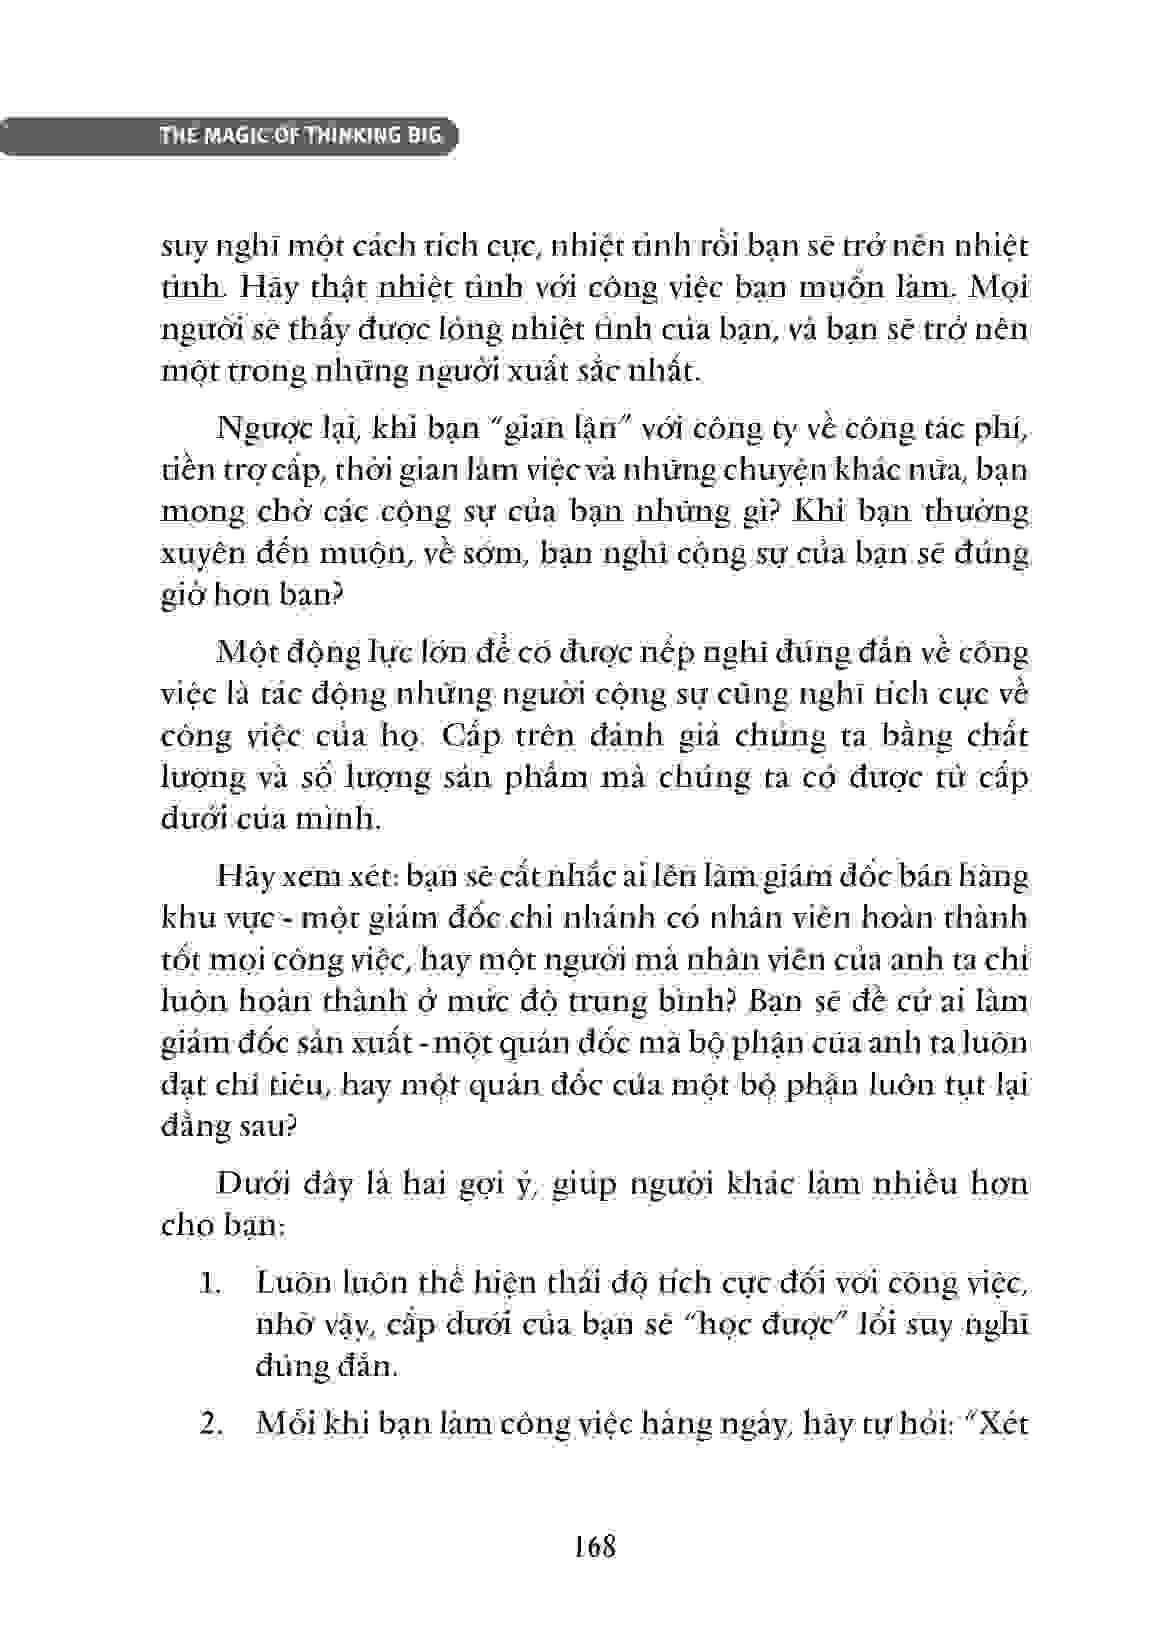 THE MAGIC OF THINKING BIG
suy nghĩ một cách tích cực, nhiệt tình rồi bạn sẽ trở nên nhiệt
tình. Hãy thật nhiệt tình với công việc bạn muốn làm. Mọi
người sẽ thấy được lòng nhiệt tình của bạn, và bạn sẽ trở nên
một trong những người xuất sắc nhất.
Ngược lại, khi bạn “gian lận” với công ty về công tác phí,
tiền trợ cấp, thời gian làm việc và những chuyện khác nữa, bạn
mong chờ các cộng sự của bạn những gì? Khi bạn thường
xuyên đến muộn, về sớm, bạn nghĩ cộng sự của bạn sẽ đúng
giờ hơn bạn?
Một động lực lớn để có được nếp nghĩ đúng đắn về công
việc là tác động những người cộng sự cũng nghĩ tích cực về
công việc của họ. Cấp trên đánh giá chúng ta bằng chất
lượng và số lượng sản phẩm mà chúng ta có được từ cấp
dưới của mình.
Hãy xem xét: bạn sẽ cất nhắc ai lên làm giám đốc bán hàng
khu vực - một giám đốc chi nhánh có nhân viên hoàn thành
tốt mọi công việc, hay một người mà nhân viên của anh ta chỉ
luôn hoàn thành ở mức độ trung bình? Bạn sẽ đề cử ai làm
giám đốc sản xuất - một quản đốc mà bộ phận của anh ta luôn
đạt chỉ tiêu, hay một quản đốc của một bộ phận luôn tụt lại
đằng sau?
Dưới đây là hai gợi ý, giúp người khác làm nhiều hơn
cho bạn:
1. Luôn luôn thể hiện thái độ tích cực đối với công việc,
nhờ vậy, cấp dưới của bạn sẽ “học được” lối suy nghĩ
đúng đắn.
2. Mỗi khi bạn làm công việc hàng ngày, hãy tự hỏi: “Xét
168